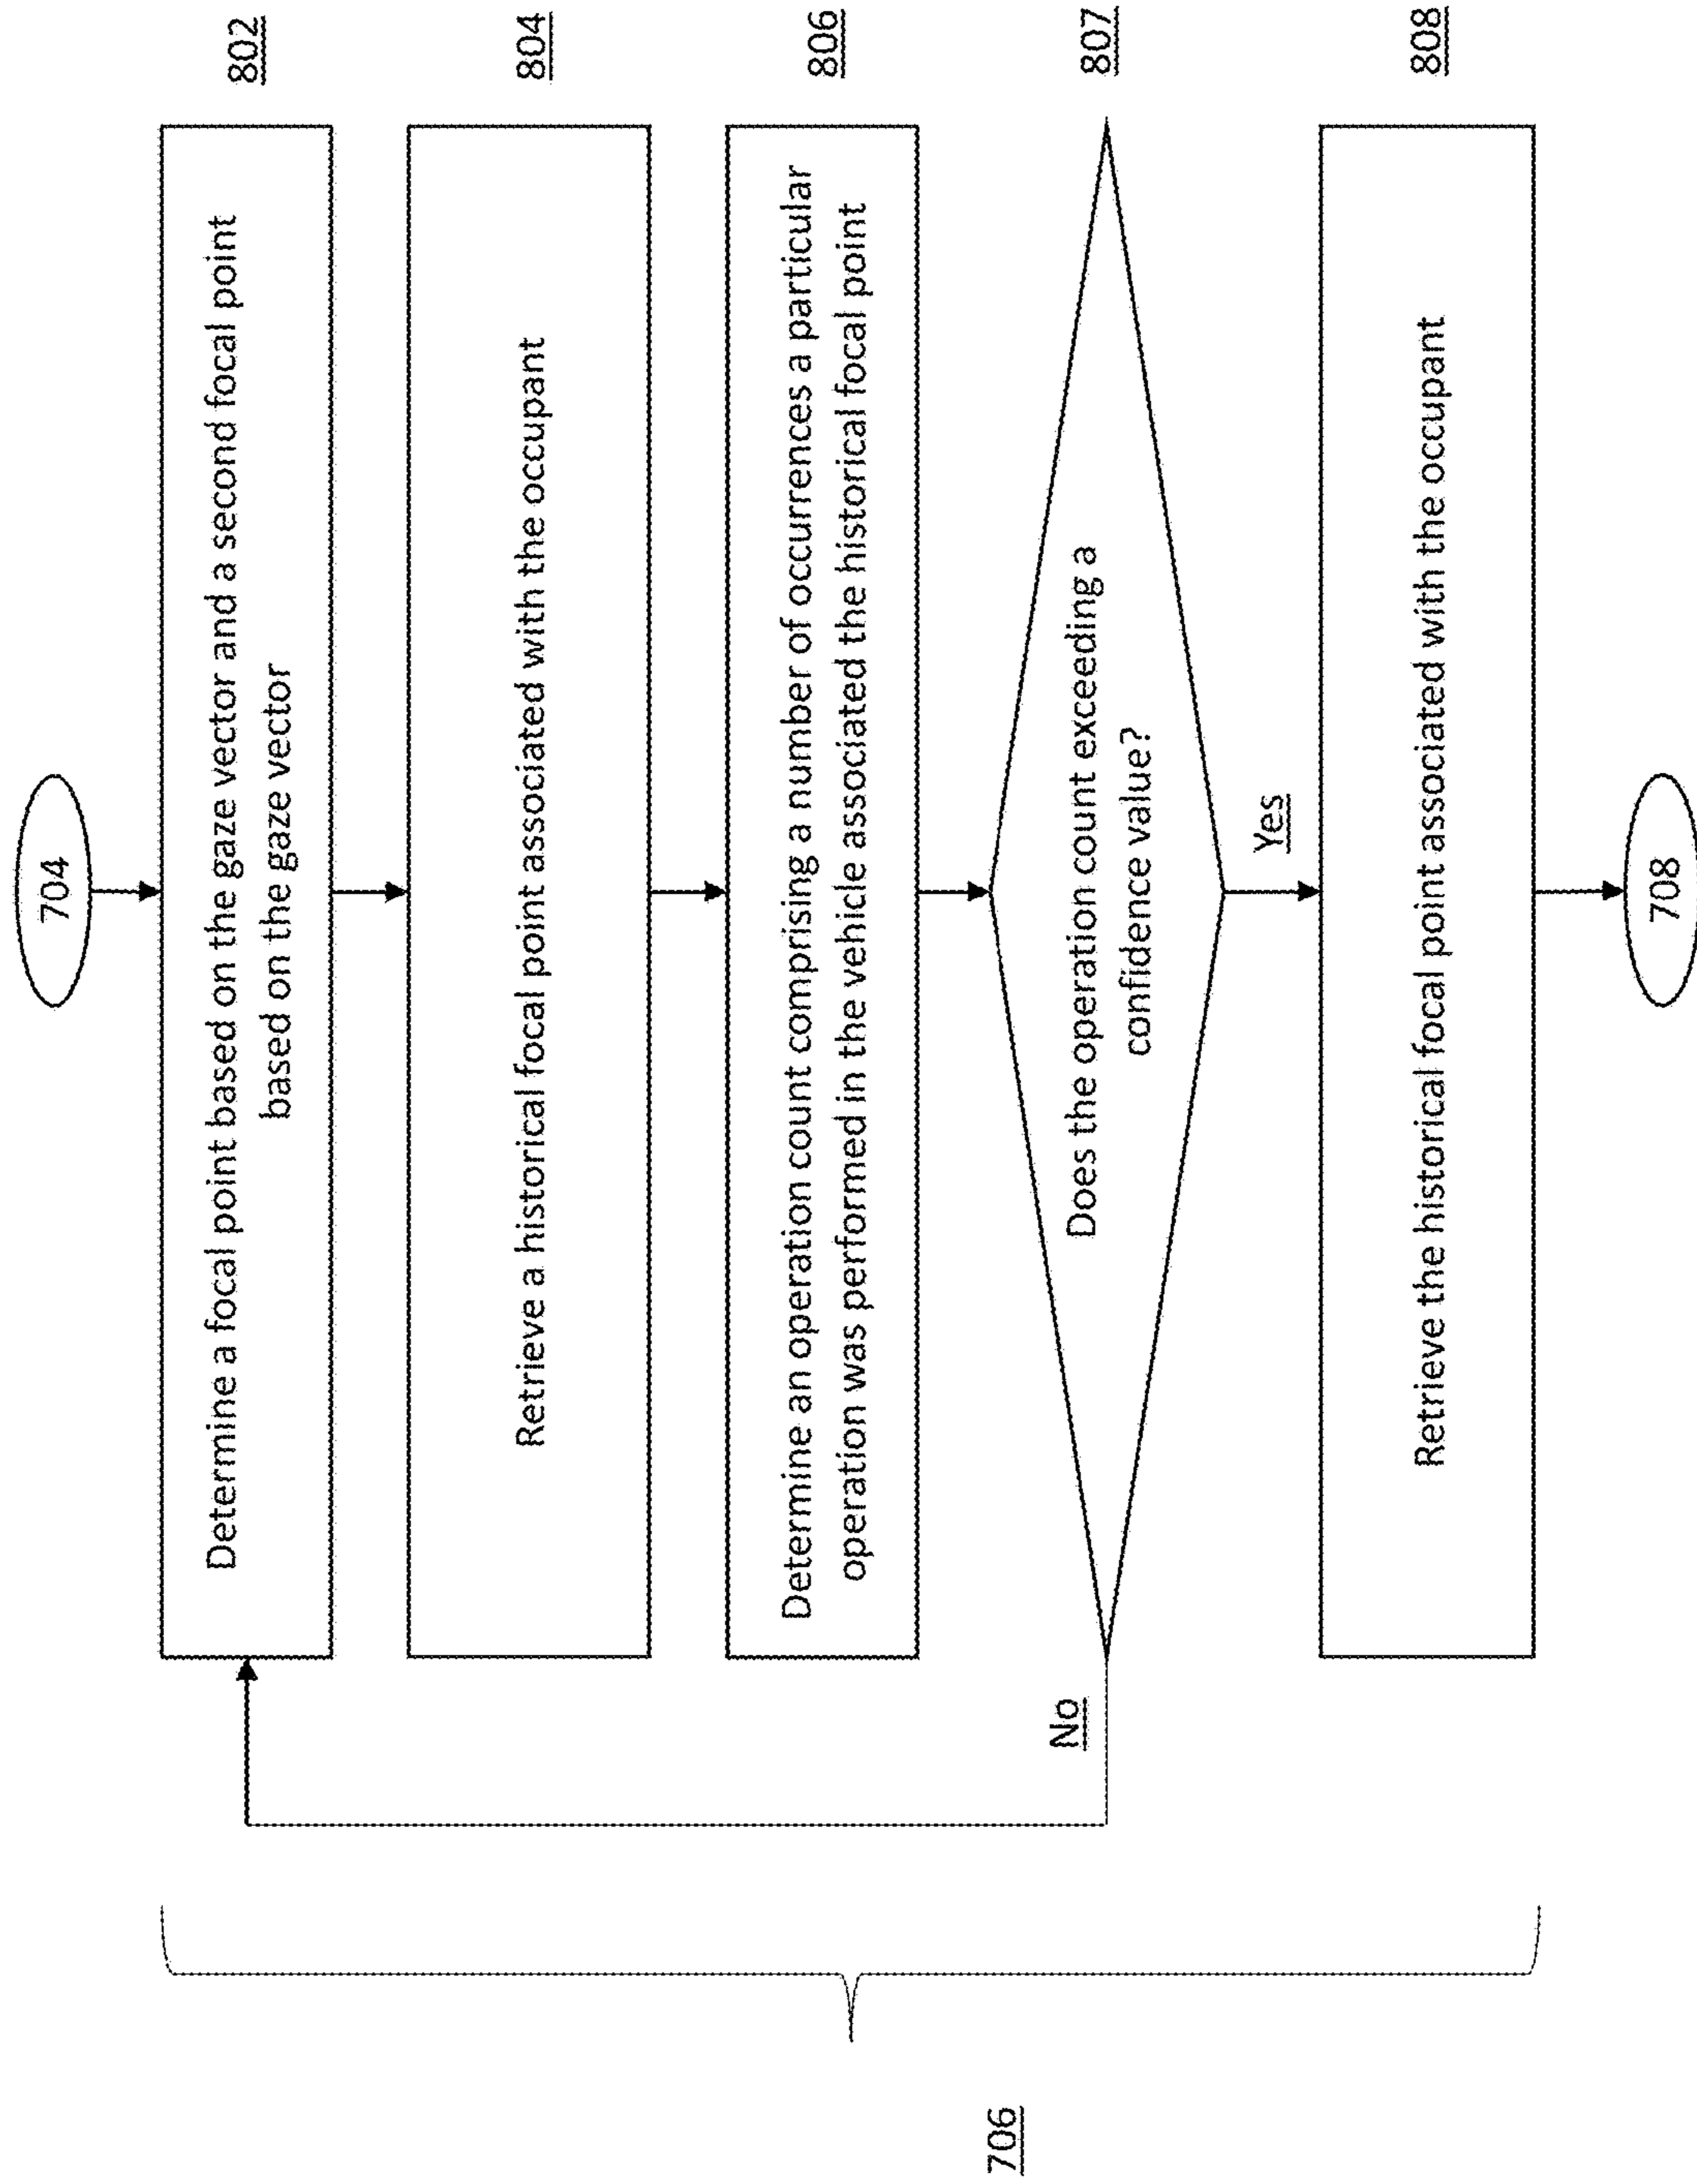 704
Determine a focal point based on the gaze vector and a second focal point
based on the gaze vector
802
Retrieve a historical focal point associated with the occupant
804
Determine an operation count comprising a number of occurrences a particular
operation was performed in the vehicle associated the historical focal point
806
Does the operation count exceeding a
confidence value?
807
No
Yes
Retrieve the historical focal point associated with the occupant
808
708
706